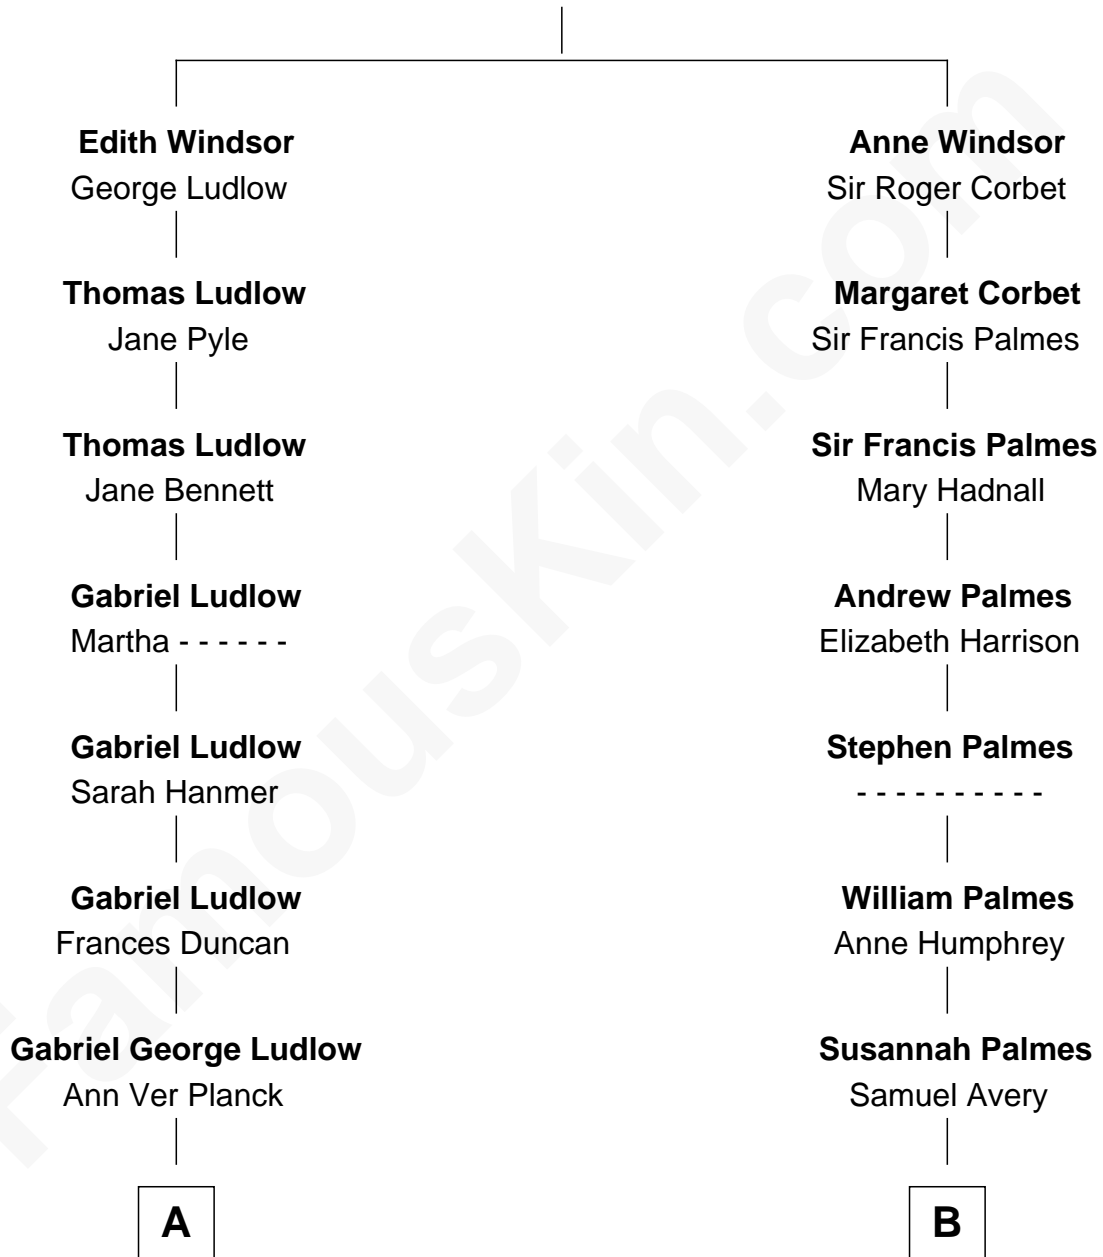 Edith Windsor
George Ludlow
Thomas Ludlow
Jane Pyle
Thomas Ludlow
Jane Bennett
Gabriel Ludlow
Martha - - - - - -
Gabriel Ludlow
Sarah Hanmer
Gabriel Ludlow
Frances Duncan
Gabriel George Ludlow
Ann Ver Planck
A
Anne Windsor
Sir Roger Corbet
Margaret Corbet
Sir Francis Palmes
Sir Francis Palmes
Mary Hadnall
Andrew Palmes
Elizabeth Harrison
Stephen Palmes
- - - - - - - - - -
William Palmes
Anne Humphrey
Susannah Palmes
Samuel Avery
B
FamousKin.com